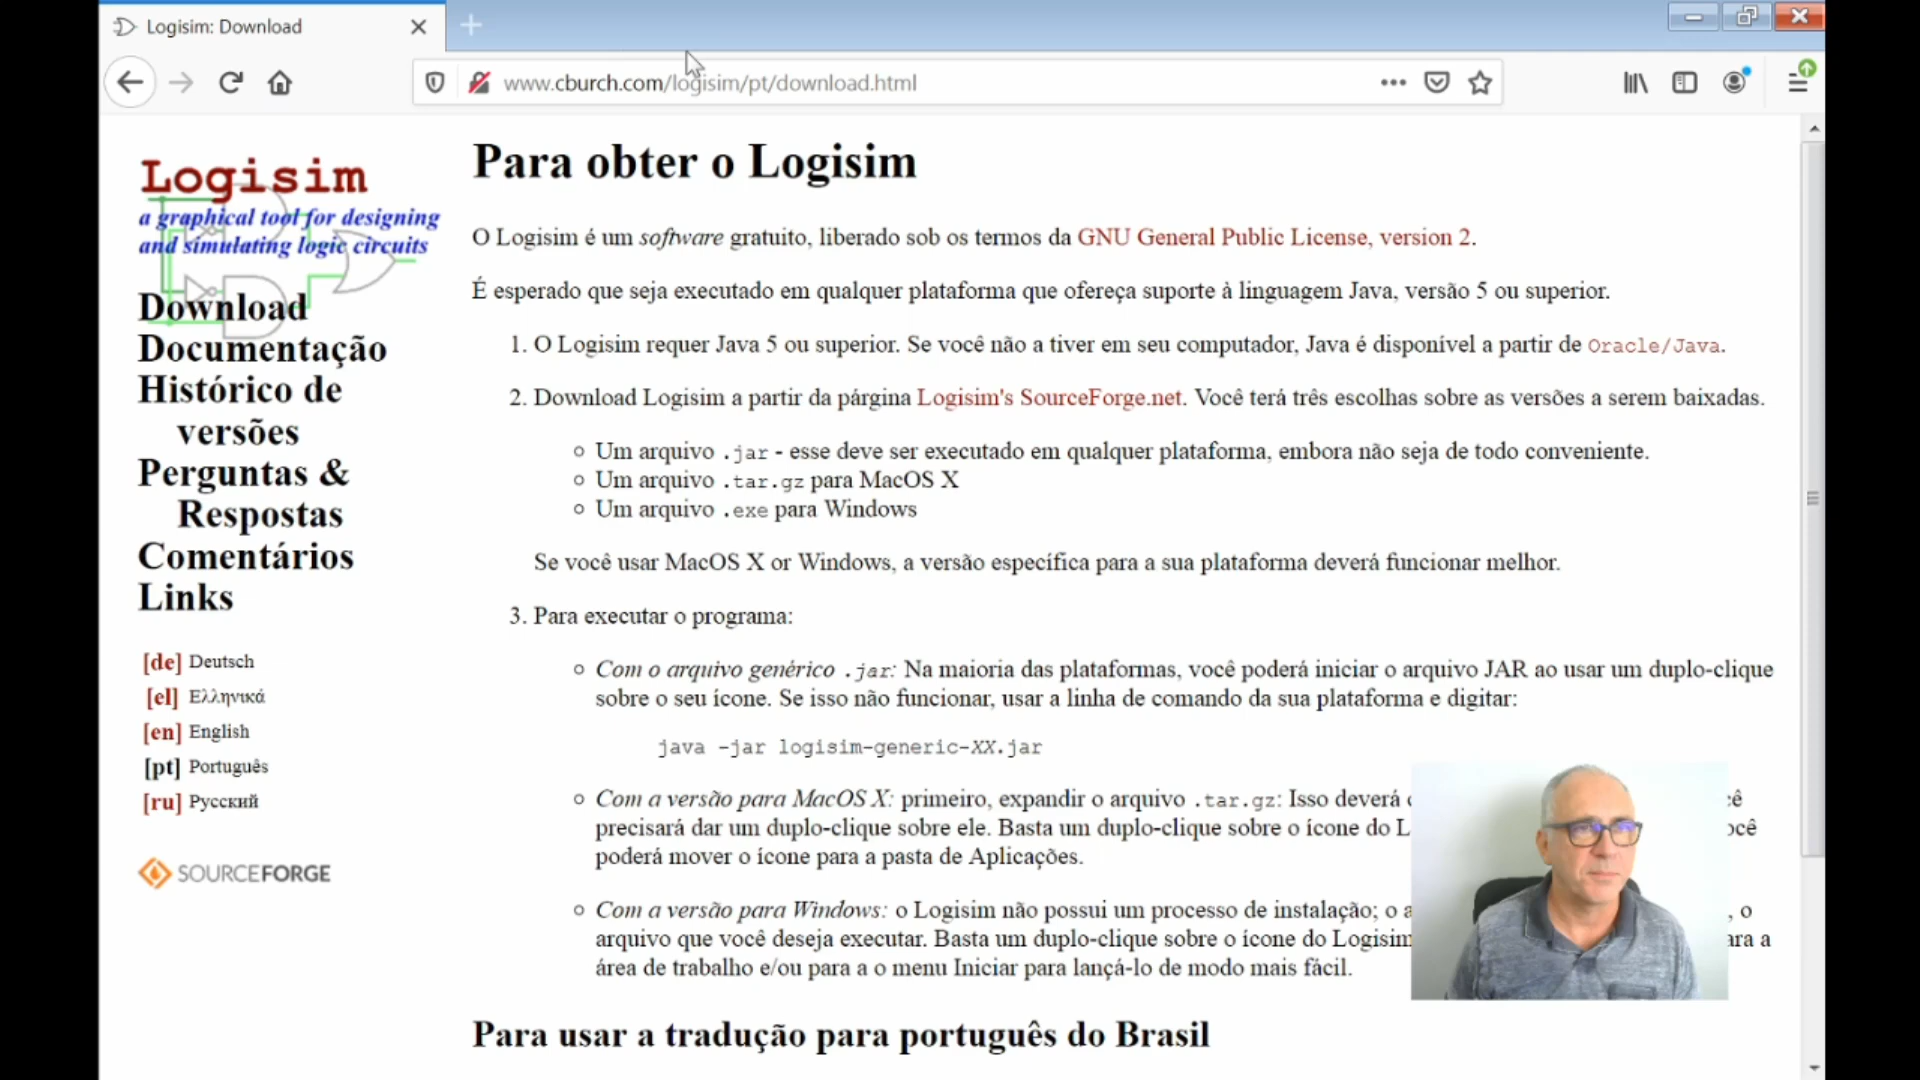 Logisim: Download
www.cburch.com/logisim/pt/download.html
Logisim
a graphical tool for designing
and simulating logic circuits
Download
Documentação
Histórico de
versões
Perguntas &
Respostas
Comentários
Links
[de] Deutsch
[el] Ελληνικά
[en] English
[pt] Português
[ru] Русский
SOURCEFORGE
Para obter o Logisim
O Logisim é um software gratuito, liberado sob os termos da GNU General Public License, version 2.
É esperado que seja executado em qualquer plataforma que ofereça suporte à linguagem Java, versão 5 ou superior.
1. O Logisim requer Java 5 ou superior. Se você não a tiver em seu computador, Java é disponível a partir de Oracle/Java.
2. Download Logisim a partir da párgina Logisim's SourceForge.net. Você terá três escolhas sobre as versões a serem baixadas.
Um arquivo .jar - esse deve ser executado em qualquer plataforma, embora não seja de todo conveniente.
Um arquivo .tar.gz para MacOS X
Um arquivo .exe para Windows
Se você usar MacOS X or Windows, a versão específica para a sua plataforma deverá funcionar melhor.
3. Para executar o programa:
Com o arquivo genérico .jar: Na maioria das plataformas, você poderá iniciar o arquivo JAR ao usar um duplo-clique
sobre o seu ícone. Se isso não funcionar, usar a linha de comando da sua plataforma e digitar:
java -jar logisim-generic-XX.jar
Com a versão para MacOS X: primeiro, expandir o arquivo .tar.gz: Isso deverá
precisará dar um duplo-clique sobre ele. Basta um duplo-clique sobre o ícone do
poderá mover o ícone para a pasta de Aplicações.
Com a versão para Windows: o Logisim não possui um processo de instalação; o
arquivo que você deseja executar. Basta um duplo-clique sobre o ícone do Logisim
área de trabalho e/ou para a o menu Iniciar para lançá-lo de modo mais fácil.
Para usar a tradução para português do Brasil